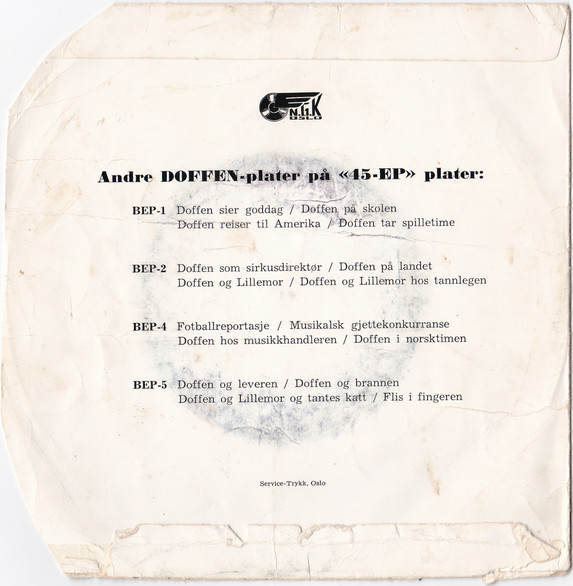 N.G.K
OSLO
Andre DOFFEN-plater på «45-EP» plater:
BEP-1 Doffen sier goddag / Doffen på skolen
Doffen reiser til Amerika / Doffen tar spilletime
BEP-2 Doffen som sirkusdirektør / Doffen på landet
Doffen og Lillemor / Doffen og Lillemor hos tannlegen
BEP-4 Fotballreportasje / Musikalsk gjettekonkurranse
Doffen hos musikkhandleren / Doffen i norsktimen
BEP-5 Doffen og leveren / Doffen og brannen
Doffen og Lillemor og tantes katt / Flis i fingeren
Service-Trykk, Oslo